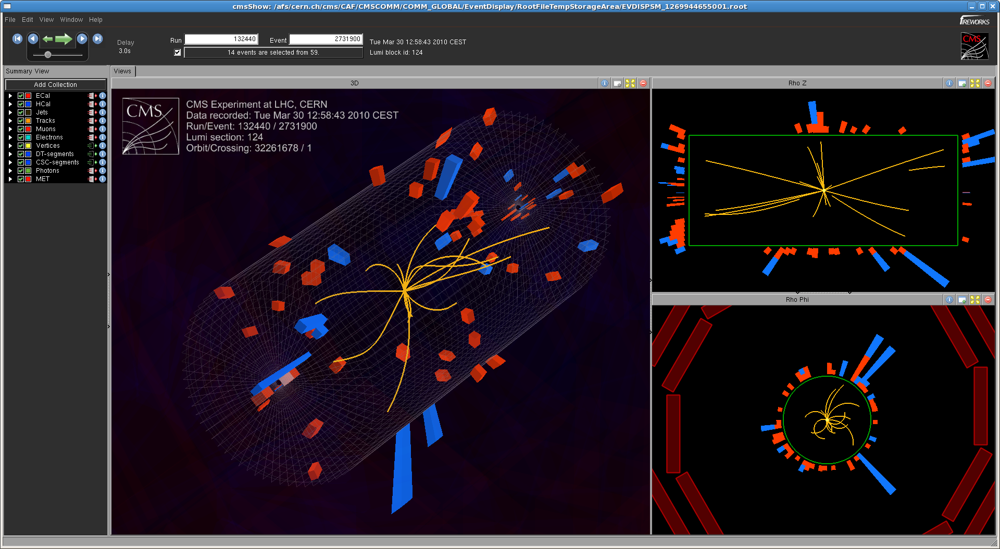 cmsShow: /afs/cern.ch/cms/CAF/CMSCOMM/COMM_GLOBAL/EventDisplay/RootFileTempStorageArea/EVDISPSM_1269944655001.root
File Edit View Window Help
FIREWORKS
Delay
3.0s
Run 132440 Event 2731900
14 events are selected from 59.
Tue Mar 30 12:58:43 2010 CEST
Lumi block id: 124
CMS
Summary View
Add Collection
ECal
HCal
Jets
Tracks
Muons
Electrons
Vertices
DT-segments
CSC-segments
Photons
MET
Views
3D
CMS
CMS Experiment at LHC, CERN
Data recorded: Tue Mar 30 12:58:43 2010 CEST
Run/Event: 132440 / 2731900
Lumi section: 124
Orbit/Crossing: 32261678 / 1
Rho Z
Rho Phi